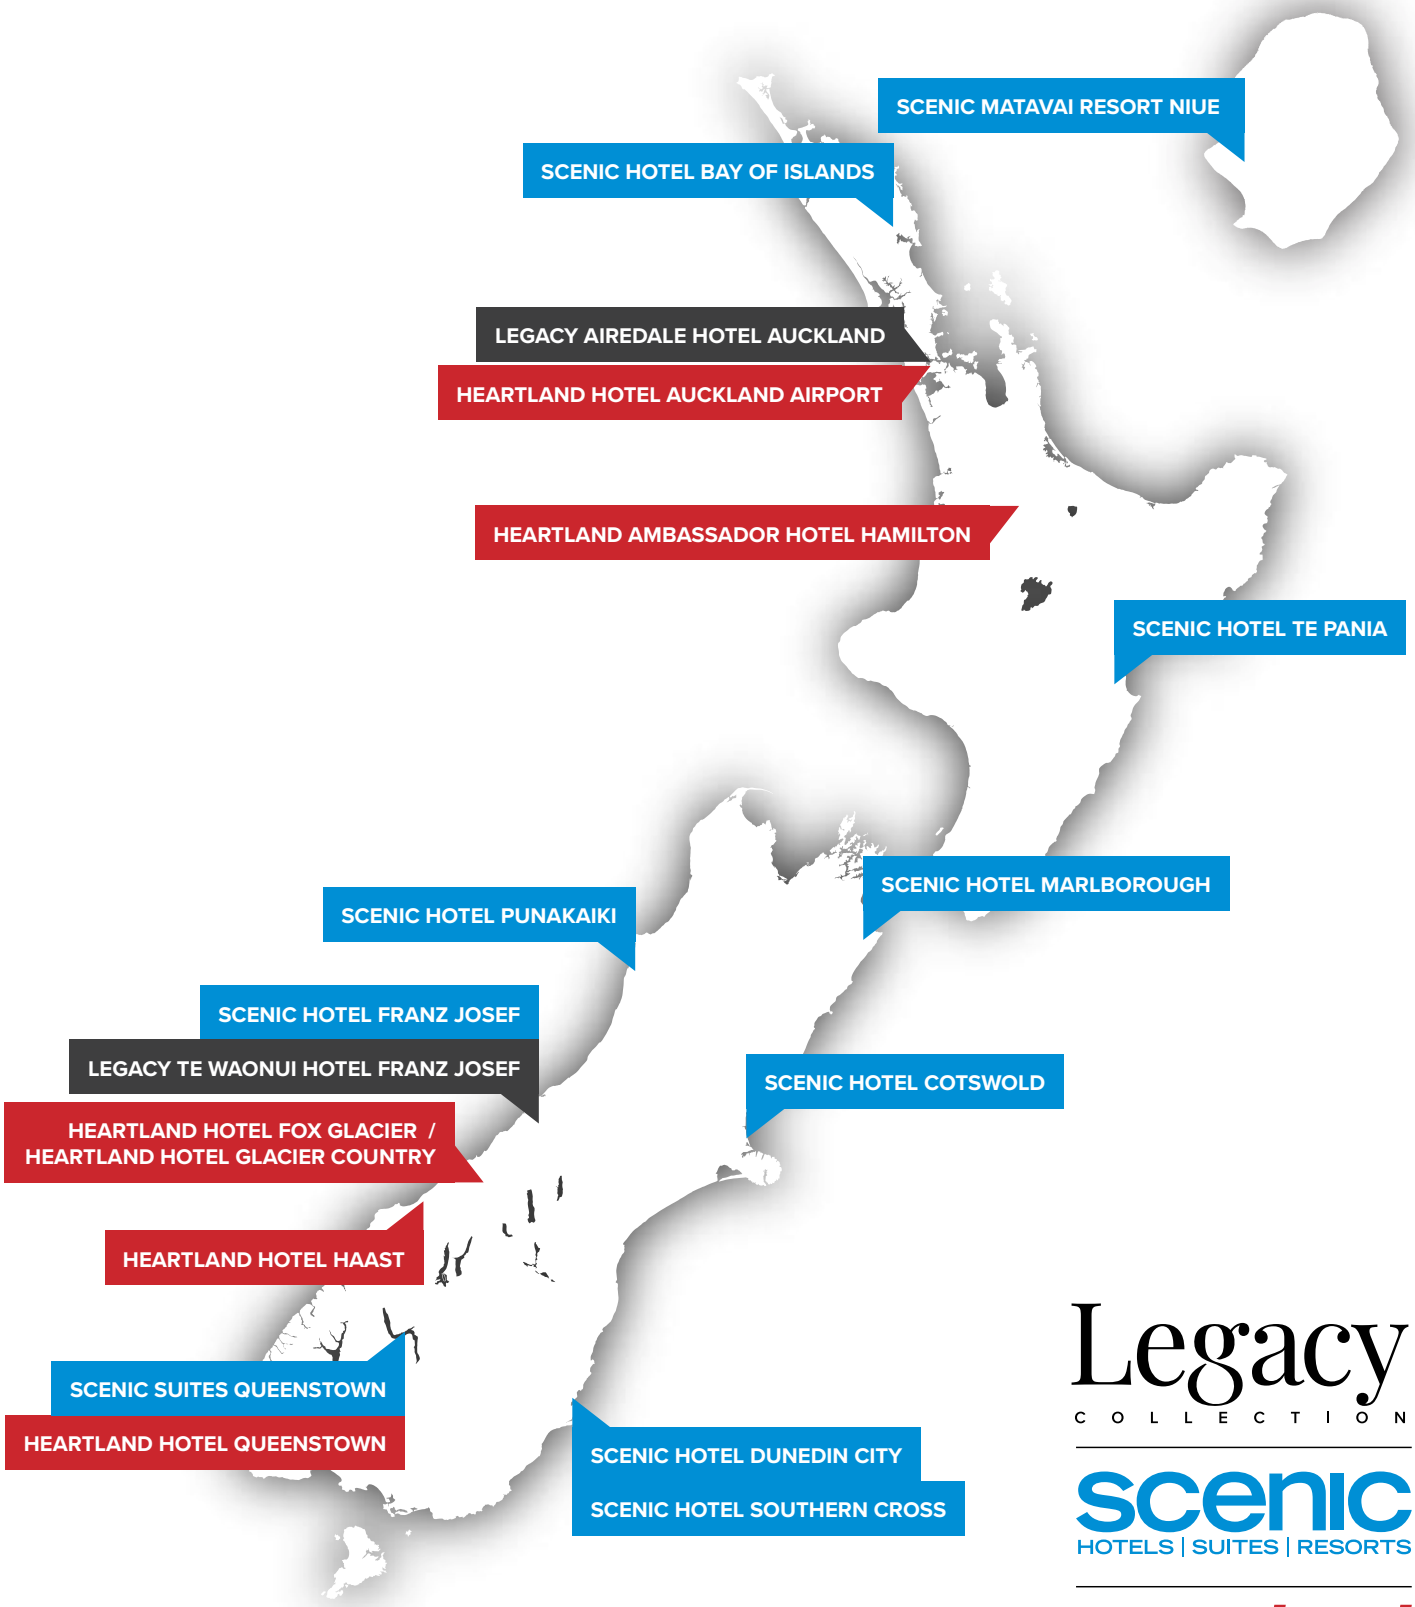 SCENIC MATAVAI RESORT NIUE
SCENIC HOTEL BAY OF ISLANDS
LEGACY AIREDALE HOTEL AUCKLAND
HEARTLAND HOTEL AUCKLAND AIRPORT
HEARTLAND AMBASSADOR HOTEL HAMILTON
SCENIC HOTEL TE PANIA
SCENIC HOTEL MARLBOROUGH
SCENIC HOTEL PUNAKAIKI
SCENIC HOTEL FRANZ JOSEF
LEGACY TE WAONUI HOTEL FRANZ JOSEF
SCENIC HOTEL COTSWOLD
HEARTLAND HOTEL FOX GLACIER /
HEARTLAND HOTEL GLACIER COUNTRY
HEARTLAND HOTEL HAAST
SCENIC SUITES QUEENSTOWN
HEARTLAND HOTEL QUEENSTOWN
SCENIC HOTEL DUNEDIN CITY
SCENIC HOTEL SOUTHERN CROSS
Legacy
COLLECTION
scenic
HOTELS | SUITES | RESORTS